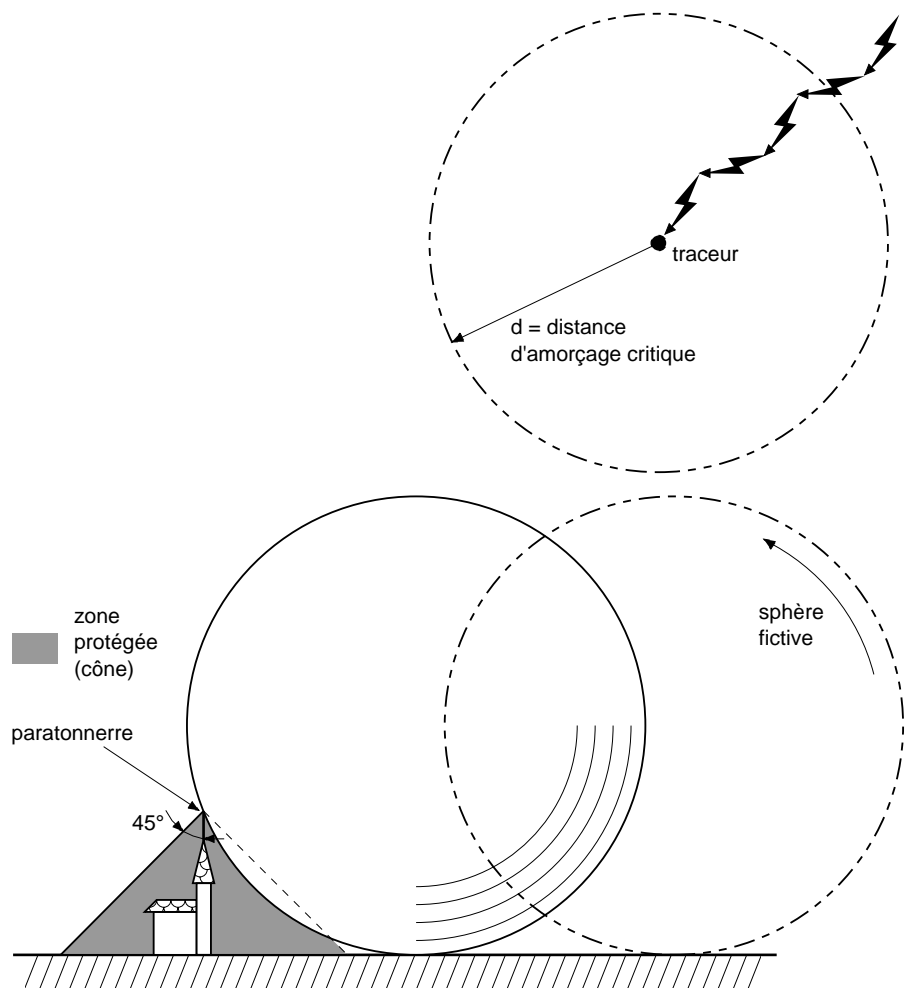 traceur
d = distance
d'amorçage critique
zone
protégée
(cône)
sphère
fictive
paratonnerre
45°